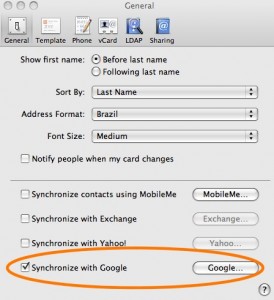 General
General Template Phone vCard LDAP Sharing
Show first name: Before last name
Following last name
Sort By: Last Name
Address Format: Brazil
Font Size: Medium
Notify people when my card changes
Synchronize contacts using MobileMe MobileMe...
Synchronize with Exchange Exchange...
Synchronize with Yahoo! Yahoo...
Synchronize with Google Google...
?